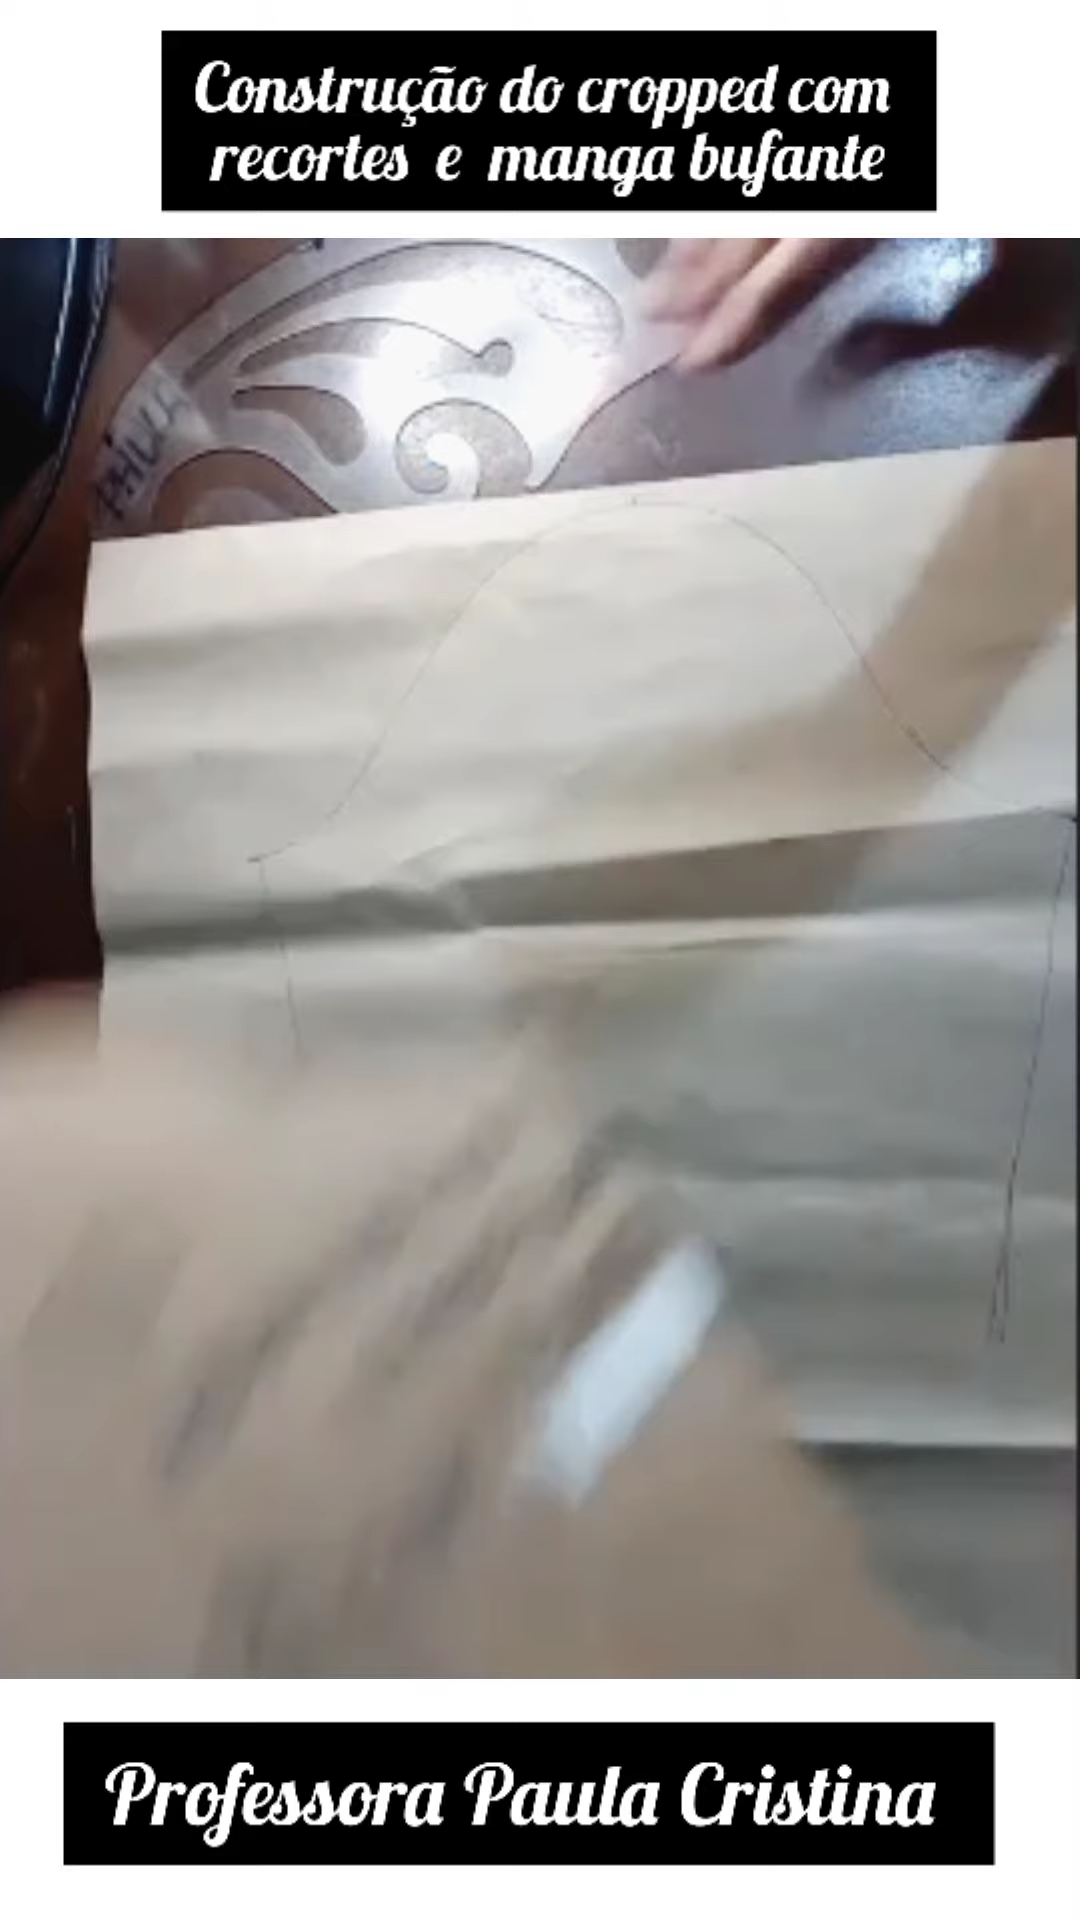 Construção do cropped com
recortes e manga bufante
Professora Paula Cristina